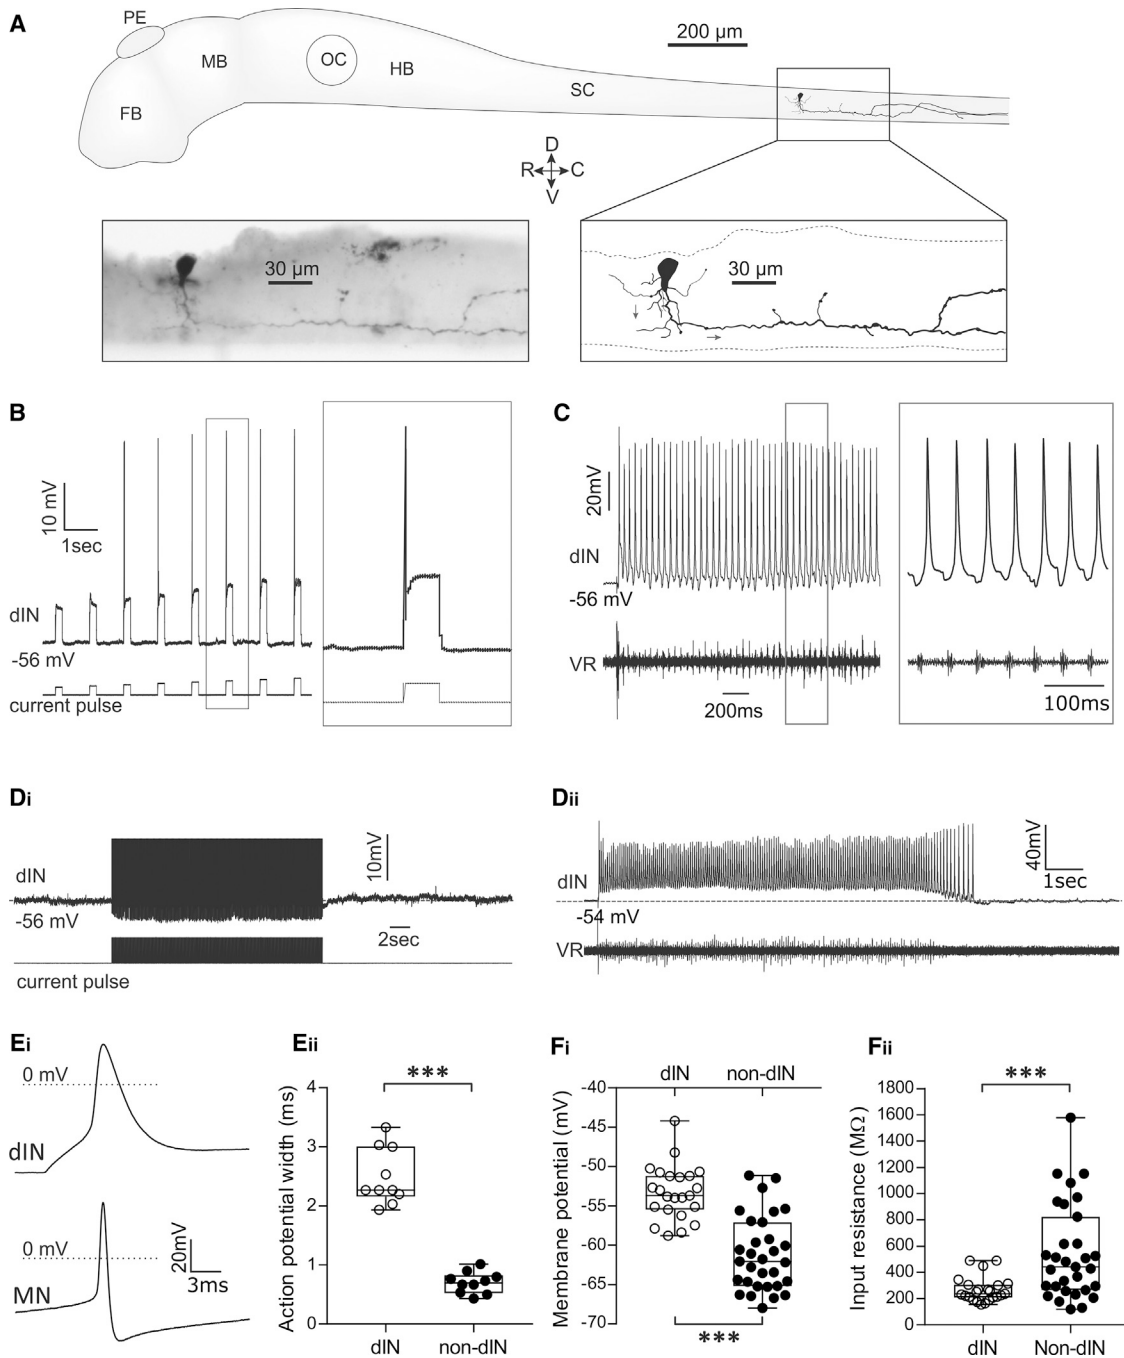 A
PE
MB
OC
HB
FB
SC
200 µm
D
R C
V
30 µm
30 µm
B
10 mV
1sec
dIN
-56 mV
current pulse
C
20mV
dIN
-56 mV
VR
200ms
100ms
Di
dIN
-56 mV
10mV
2sec
current pulse
Dii
dIN
-54 mV
VR
40mV
1sec
Ei
0 mV
dIN
0 mV
MN
20mV
3ms
Eii
***
Action potential width (ms)
4
3
2
1
0
dIN non-dIN
Fi
dIN non-dIN
Membrane potential (mV)
-40
-50
-55
-60
-65
-70
***
Fii
***
Input resistance (MΩ)
1800
1600
1400
1200
1000
800
600
400
200
0
dIN Non-dIN